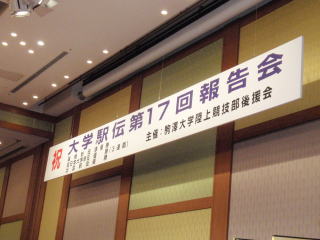 祝 大学駅伝第17回報告会
主催：駒澤大学陸上競技部後援会